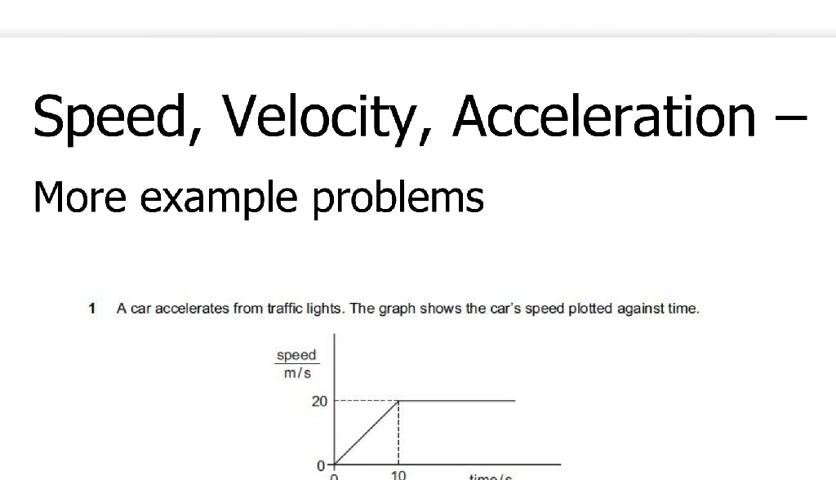 Speed, Velocity, Acceleration –
More example problems
1 A car accelerates from traffic lights. The graph shows the car's speed plotted against time.
speed
m/s
20
0
0
10
time/s